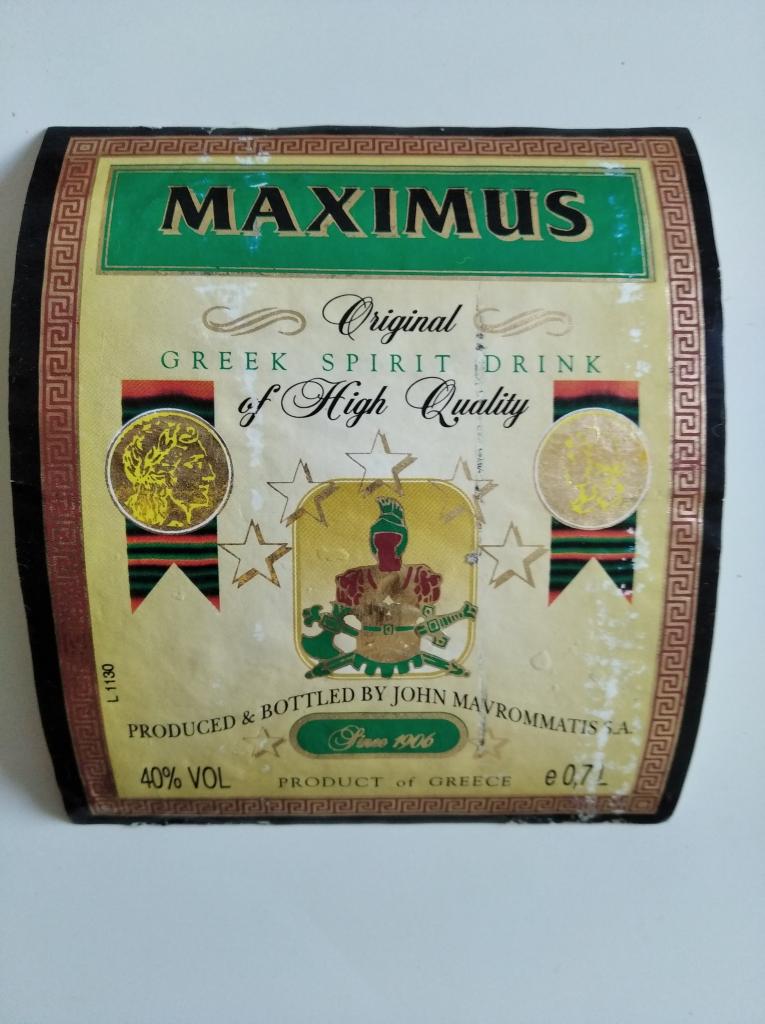 MAXIMUS
Original
GREEK SPIRIT DRINK
of High Quality
L 1130
PRODUCED & BOTTLED BY JOHN MAVROMMATIS S.A.
Since 1906
40% VOL PRODUCT of GREECE e 0,7 L